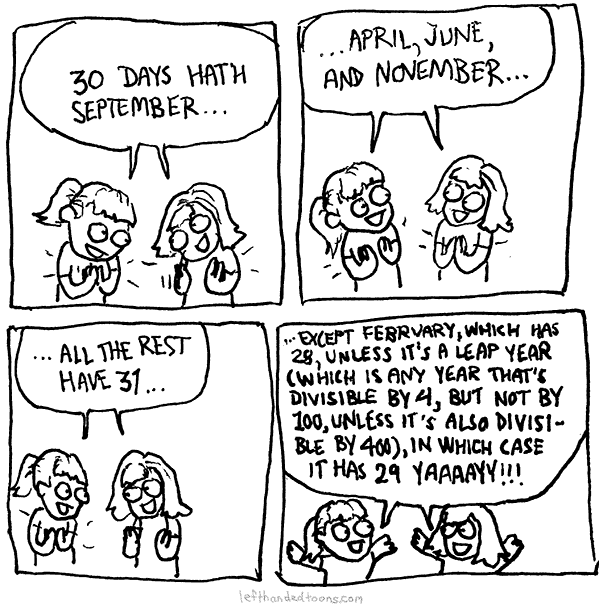 30 DAYS HATH
SEPTEMBER...
...APRIL, JUNE,
AND NOVEMBER...
...ALL THE REST
HAVE 31...
...EXCEPT FEBRUARY, WHICH HAS
28, UNLESS IT'S A LEAP YEAR
(WHICH IS ANY YEAR THAT'S
DIVISIBLE BY 4, BUT NOT BY
100, UNLESS IT'S ALSO DIVISI-
BLE BY 400), IN WHICH CASE
IT HAS 29 YAAAAYY!!!
lefthandedtoons.com